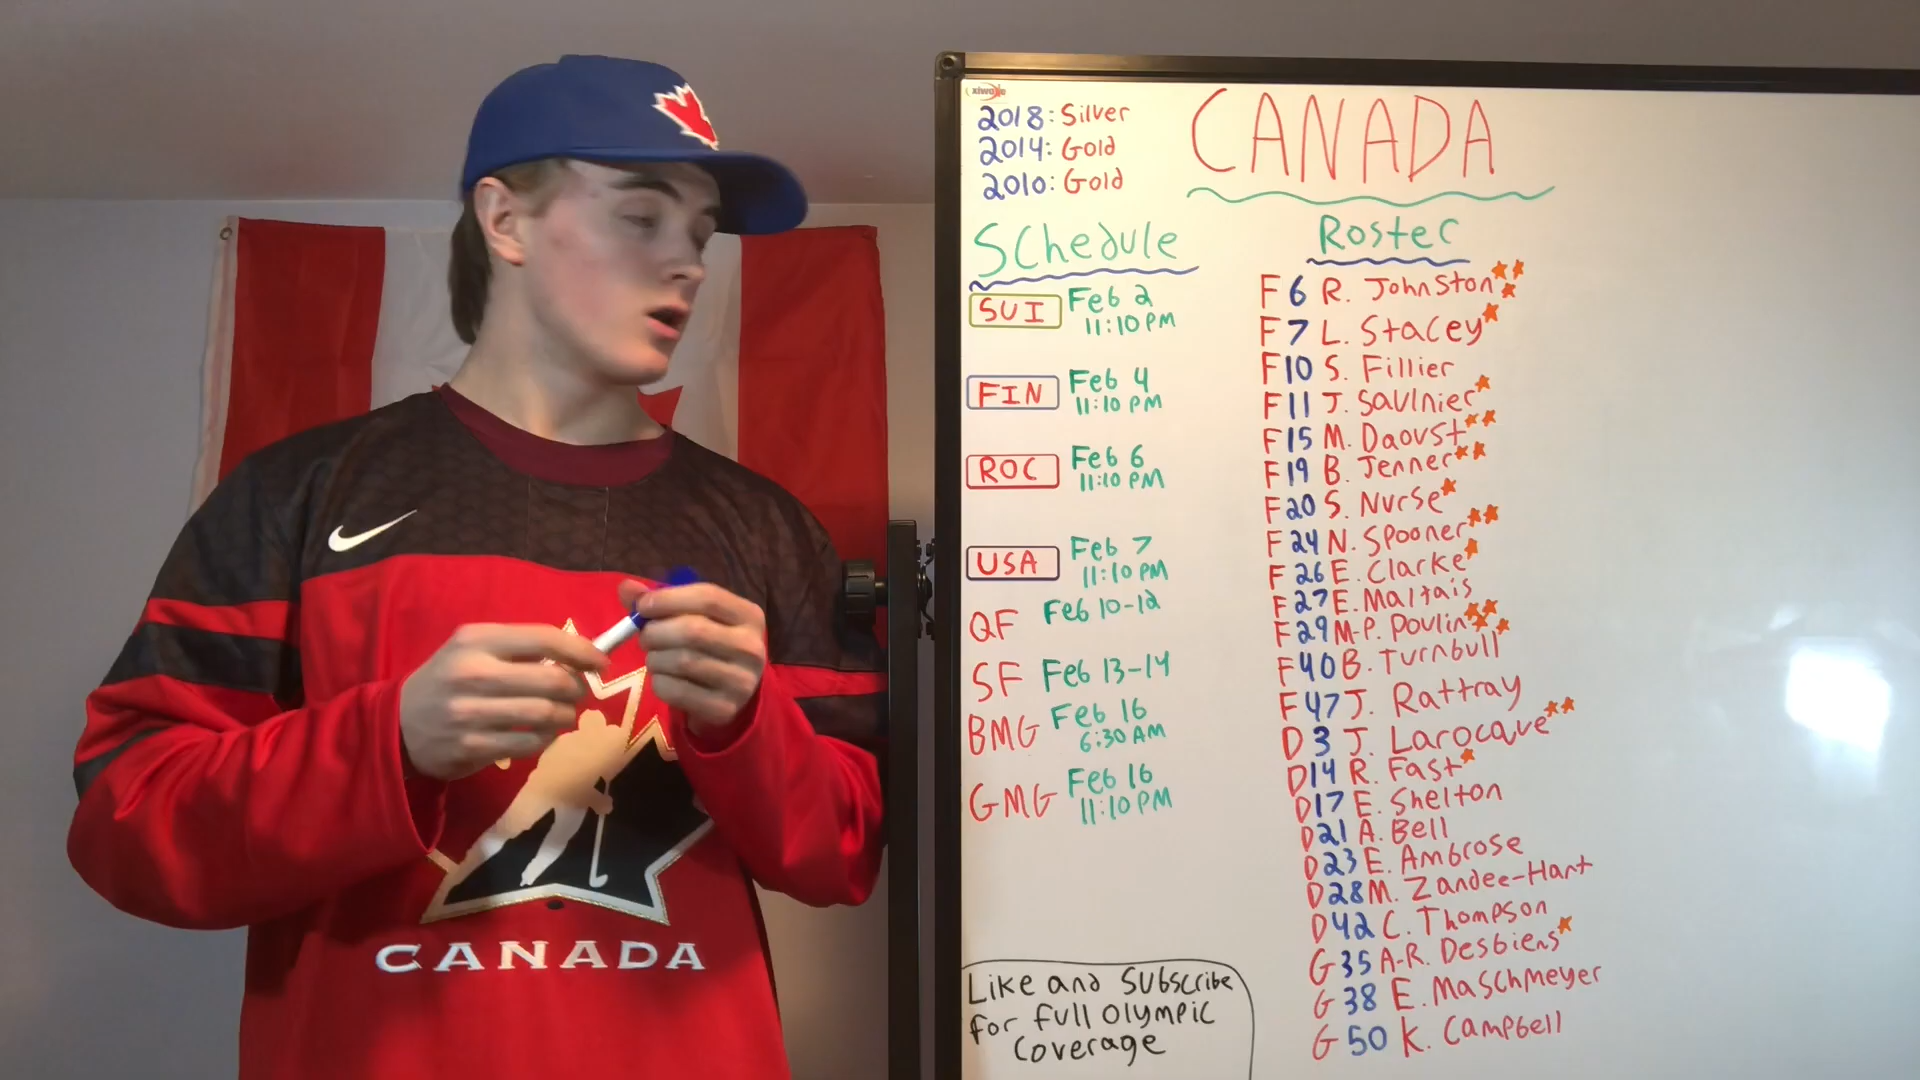 CANADA
xiwode
2018: Silver
2014: Gold
2010: Gold
CANADA
Schedule
SUI Feb 2
11:10 PM
FIN Feb 4
11:10 PM
ROC Feb 6
11:10 PM
USA Feb 7
11:10 PM
QF Feb 10-12
SF Feb 13-14
BMG Feb 16
6:30 AM
GMG Feb 16
11:10 PM
Like and Subscribe
for full Olympic
Coverage
Roster
F 6 R. Johnston
F 7 L. Stacey
F 10 S. Fillier
F 11 J. Saulnier
F 15 M. Daoust
F 19 B. Jenner
F 20 S. Nurse
F 24 N. Spooner
F 26 E. Clarke
F 27 E. Maltais
F 29 M-P. Poulin
F 40 B. Turnbull
F 47 J. Rattray
D 3 J. Larocque
D 14 R. Fast
D 17 E. Shelton
D 21 A. Bell
D 23 E. Ambrose
D 28 M. Zandee-Hart
D 42 C. Thompson
G 35 A-R. Desbiens
G 38 E. Maschmeyer
G 50 K. Campbell